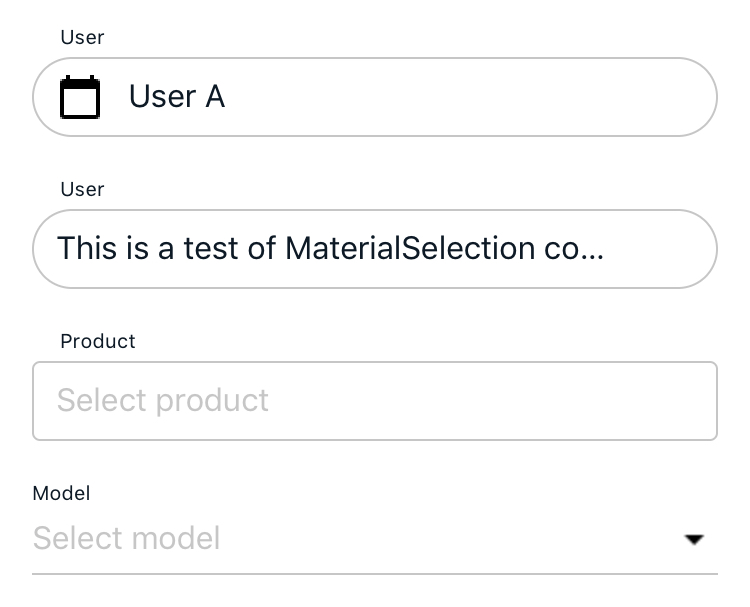 User
User A
User
This is a test of MaterialSelection co...
Product
Select product
Model
Select model